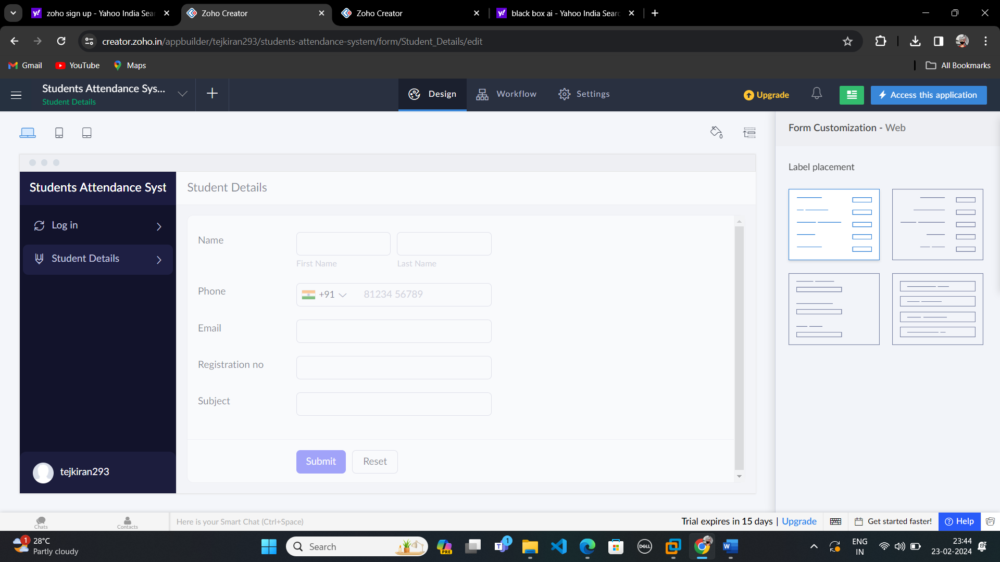 zoho sign up - Yahoo India Sear
Zoho Creator
Zoho Creator
black box ai - Yahoo India Searc
creator.zoho.in/appbuilder/tejkiran293/students-attendance-system/form/Student_Details/edit
Gmail
YouTube
Maps
All Bookmarks
Students Attendance Sys...
Student Details
Design
Workflow
Settings
Upgrade
Access this application
Form Customization - Web
Label placement
Students Attendance Syst
Student Details
Log in
Student Details
Name
First Name
Last Name
Phone
+91
81234 56789
Email
Registration no
Subject
Submit
Reset
tejkiran293
Chats
Contacts
Here is your Smart Chat (Ctrl+Space)
Trial expires in 15 days | Upgrade
Get started faster!
Help
1
28°C
Partly cloudy
Search
PRE
1
DELL
ENG
IN
23:44
23-02-2024